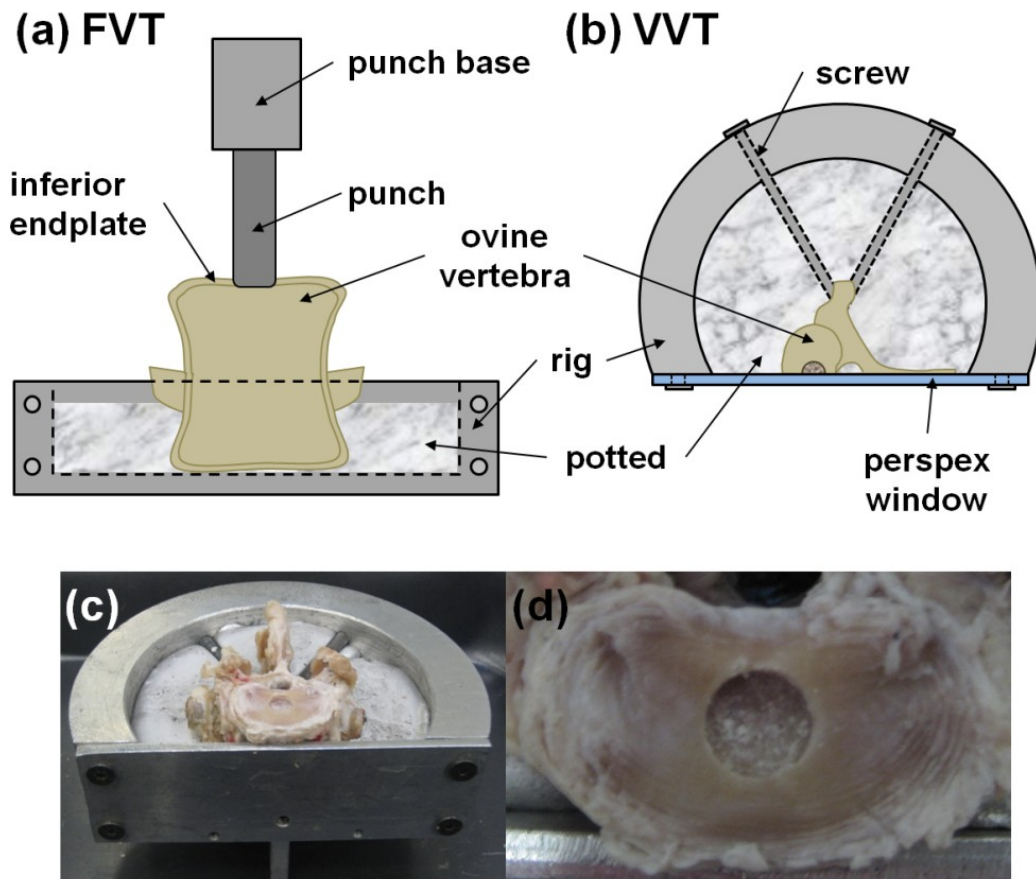 (a) FVT
punch base
inferior
endplate
punch
(b) VVT
screw
ovine
vertebra
rig
potted
perspex
window
(c)
(d)